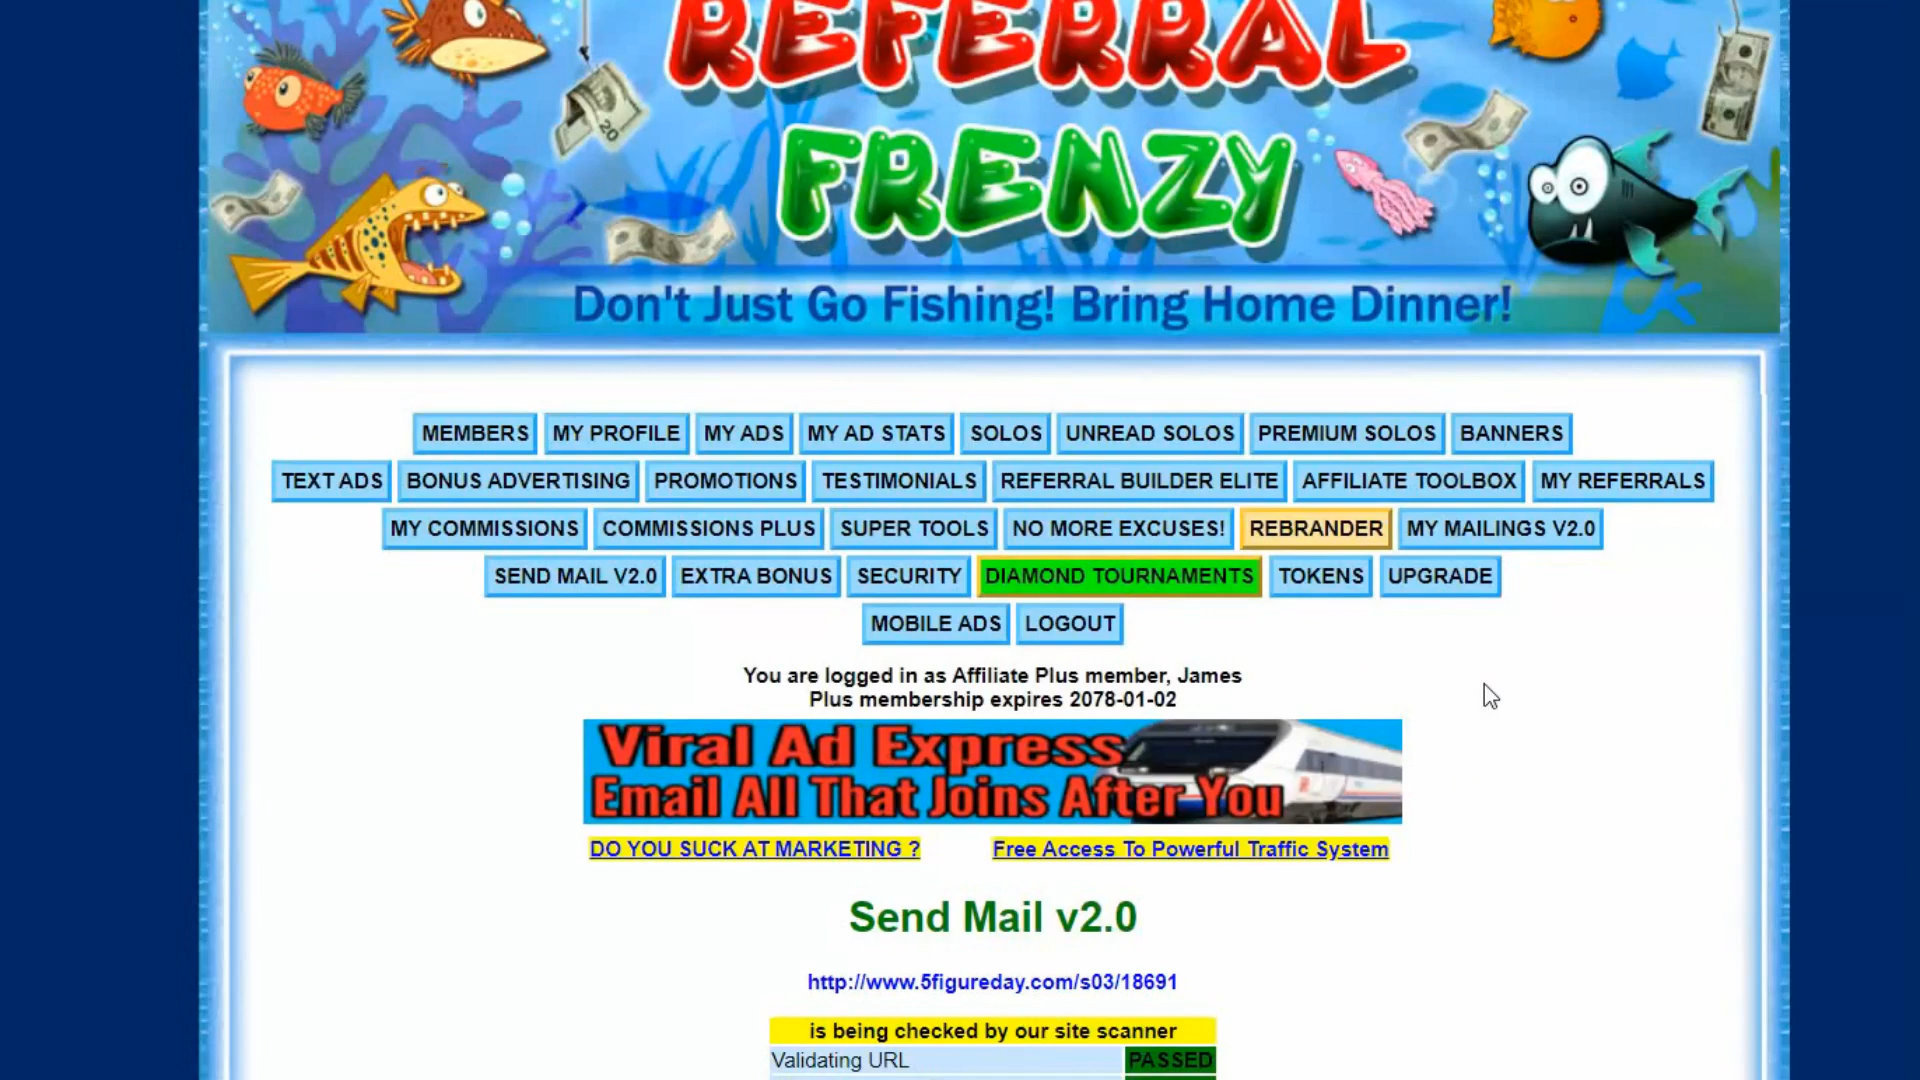 REFERRAL
FRENZY
Don't Just Go Fishing! Bring Home Dinner!
MEMBERS MY PROFILE MY ADS MY AD STATS SOLOS UNREAD SOLOS PREMIUM SOLOS BANNERS
TEXT ADS BONUS ADVERTISING PROMOTIONS TESTIMONIALS REFERRAL BUILDER ELITE AFFILIATE TOOLBOX MY REFERRALS
MY COMMISSIONS COMMISSIONS PLUS SUPER TOOLS NO MORE EXCUSES! REBRANDER MY MAILINGS V2.0
SEND MAIL V2.0 EXTRA BONUS SECURITY DIAMOND TOURNAMENTS TOKENS UPGRADE
MOBILE ADS LOGOUT
You are logged in as Affiliate Plus member, James
Plus membership expires 2078-01-02
Viral Ad Express
Email All That Joins After You
DO YOU SUCK AT MARKETING ? Free Access To Powerful Traffic System
Send Mail v2.0
http://www.5figureday.com/s03/18691
is being checked by our site scanner
Validating URL PASSED